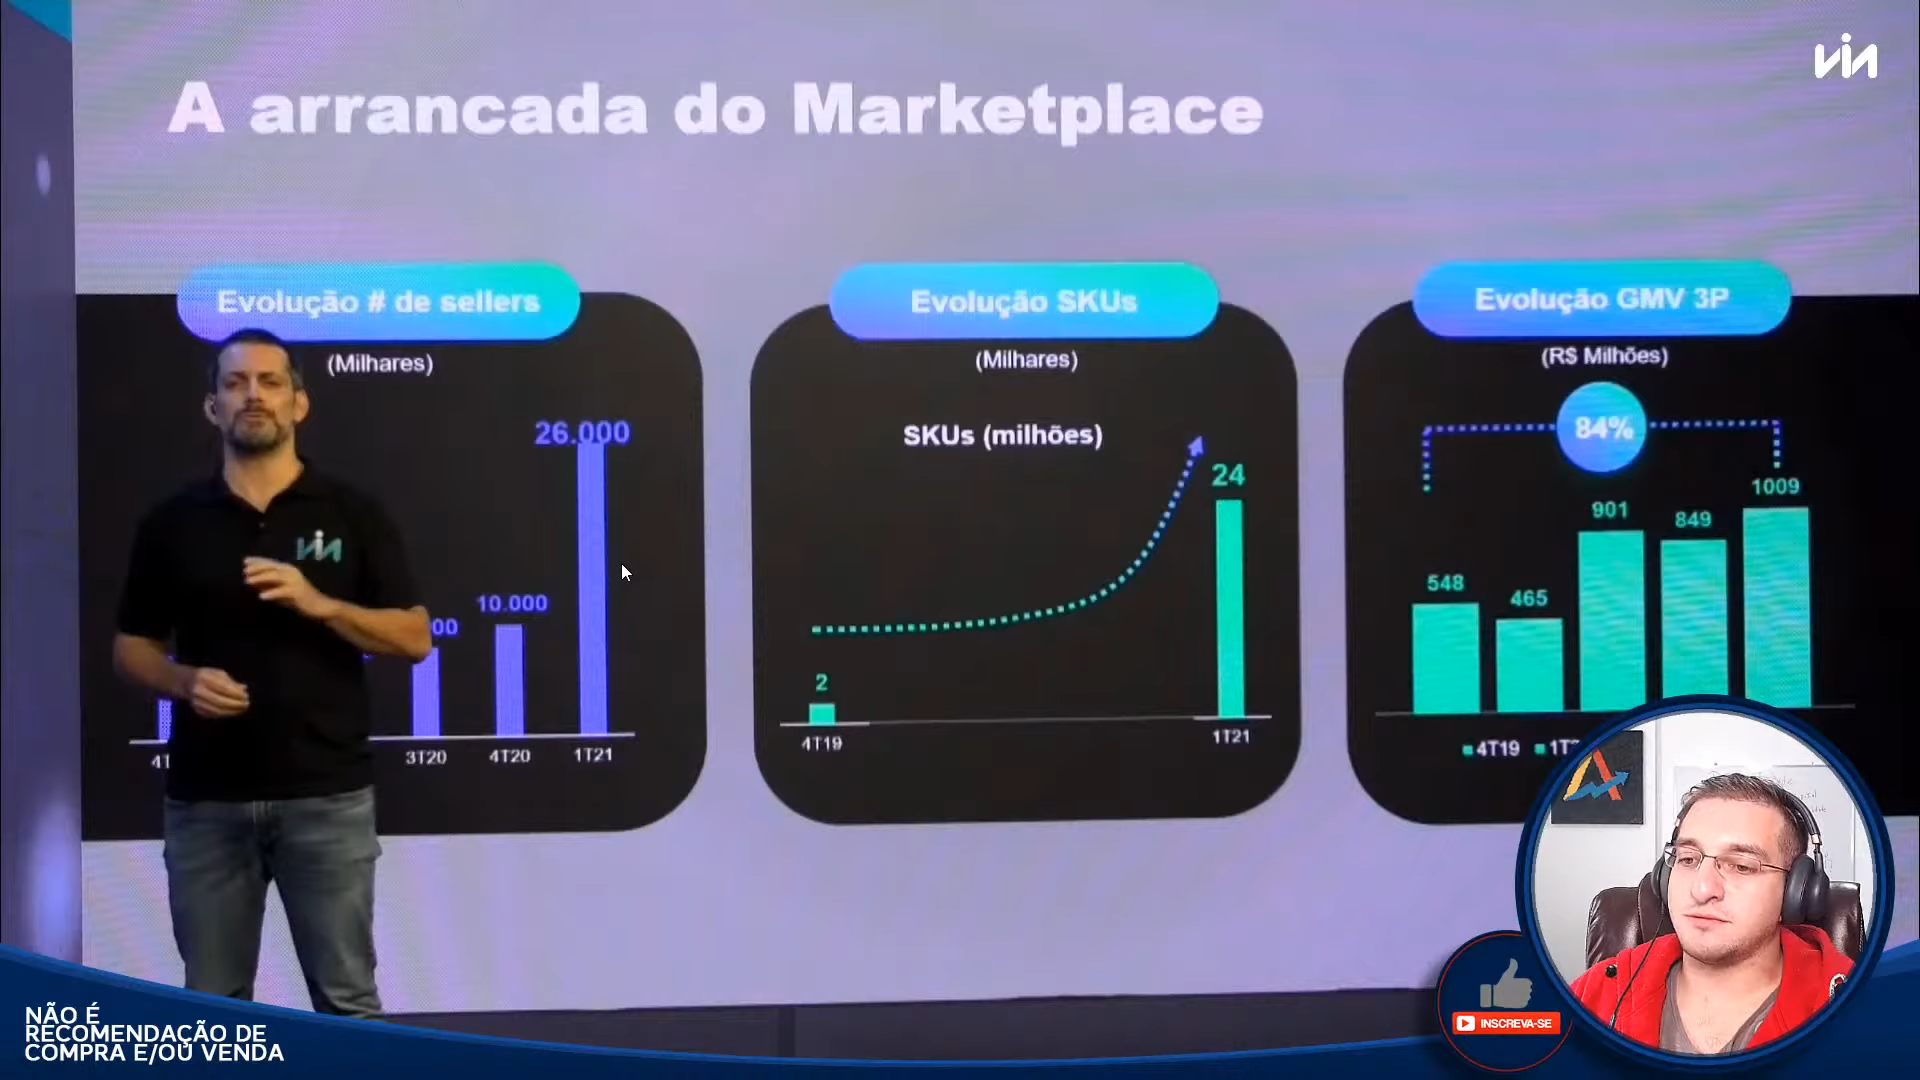 via
A arrancada do Marketplace
Evolução # de sellers
(Milhares)
26.000
10.000
00
3T20
4T20
1T21
via
Evolução SKUs
(Milhares)
SKUs (milhões)
24
2
4T19
1T21
Evolução GMV 3P
(R$ Milhões)
84%
548
465
901
849
1009
4T19
NÃO É
RECOMENDAÇÃO DE
COMPRA E/OU VENDA
INSCREVA-SE